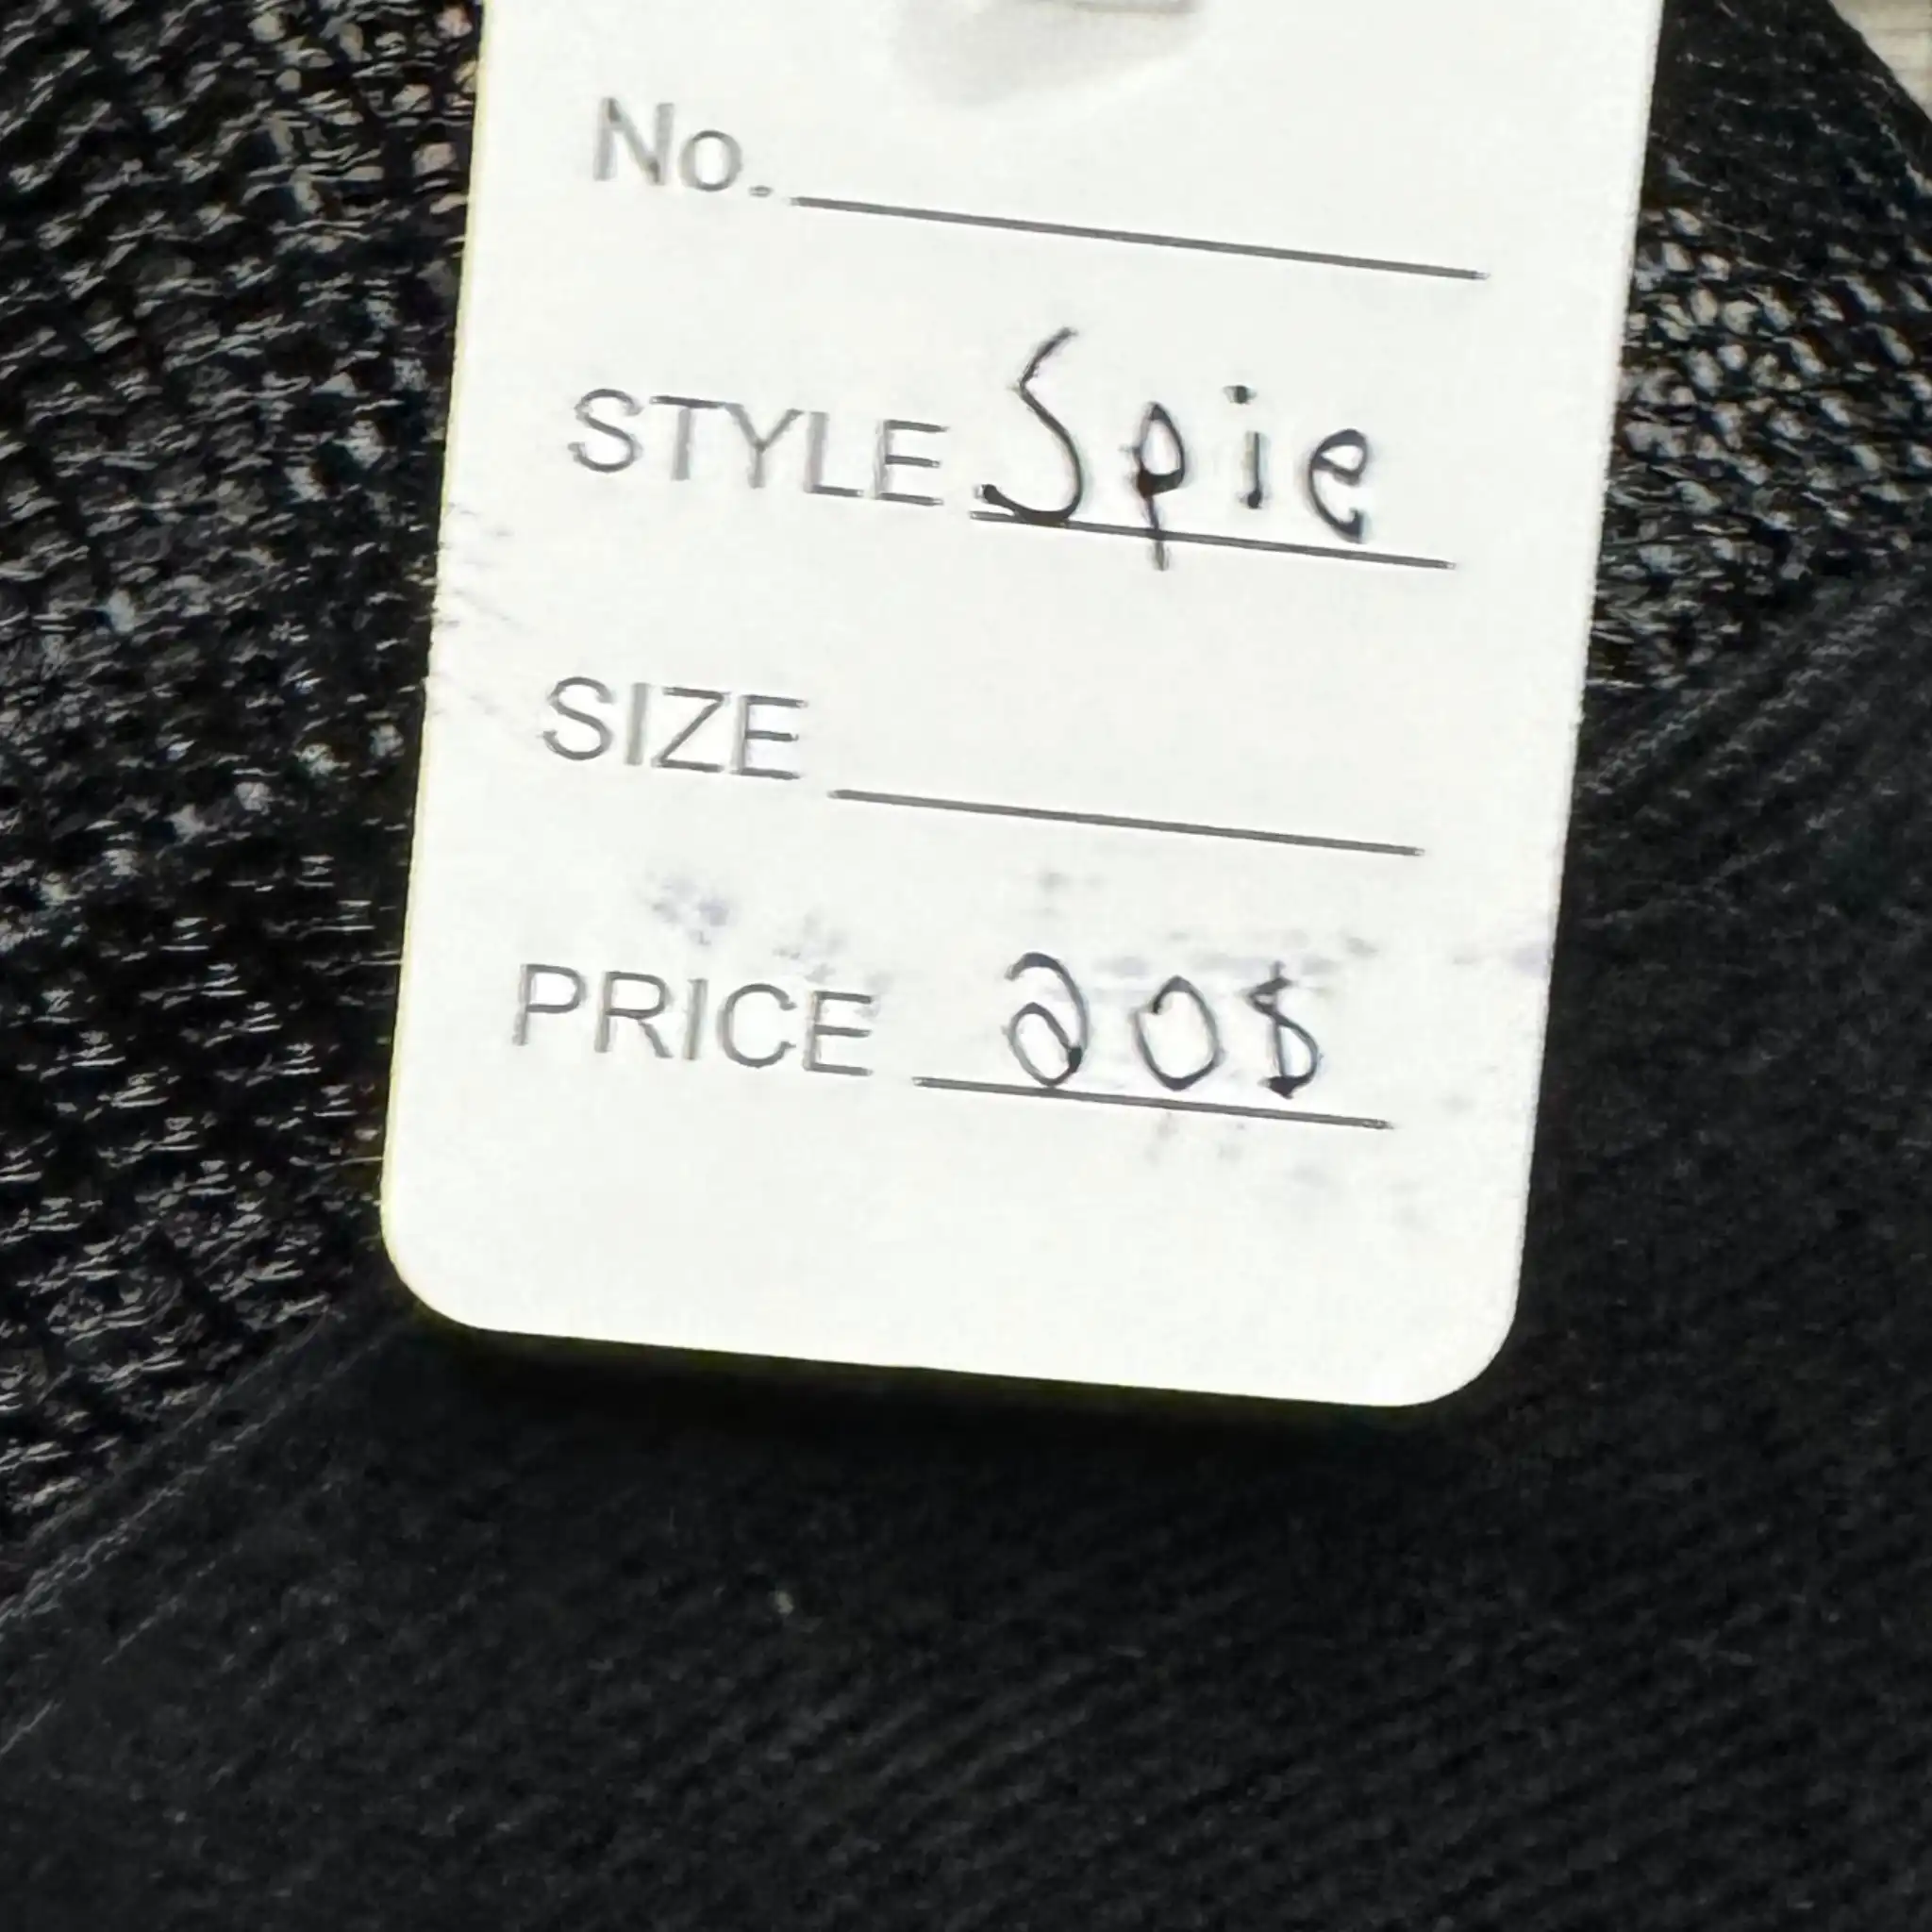 No.
STYLE Spie
SIZE
PRICE 20$